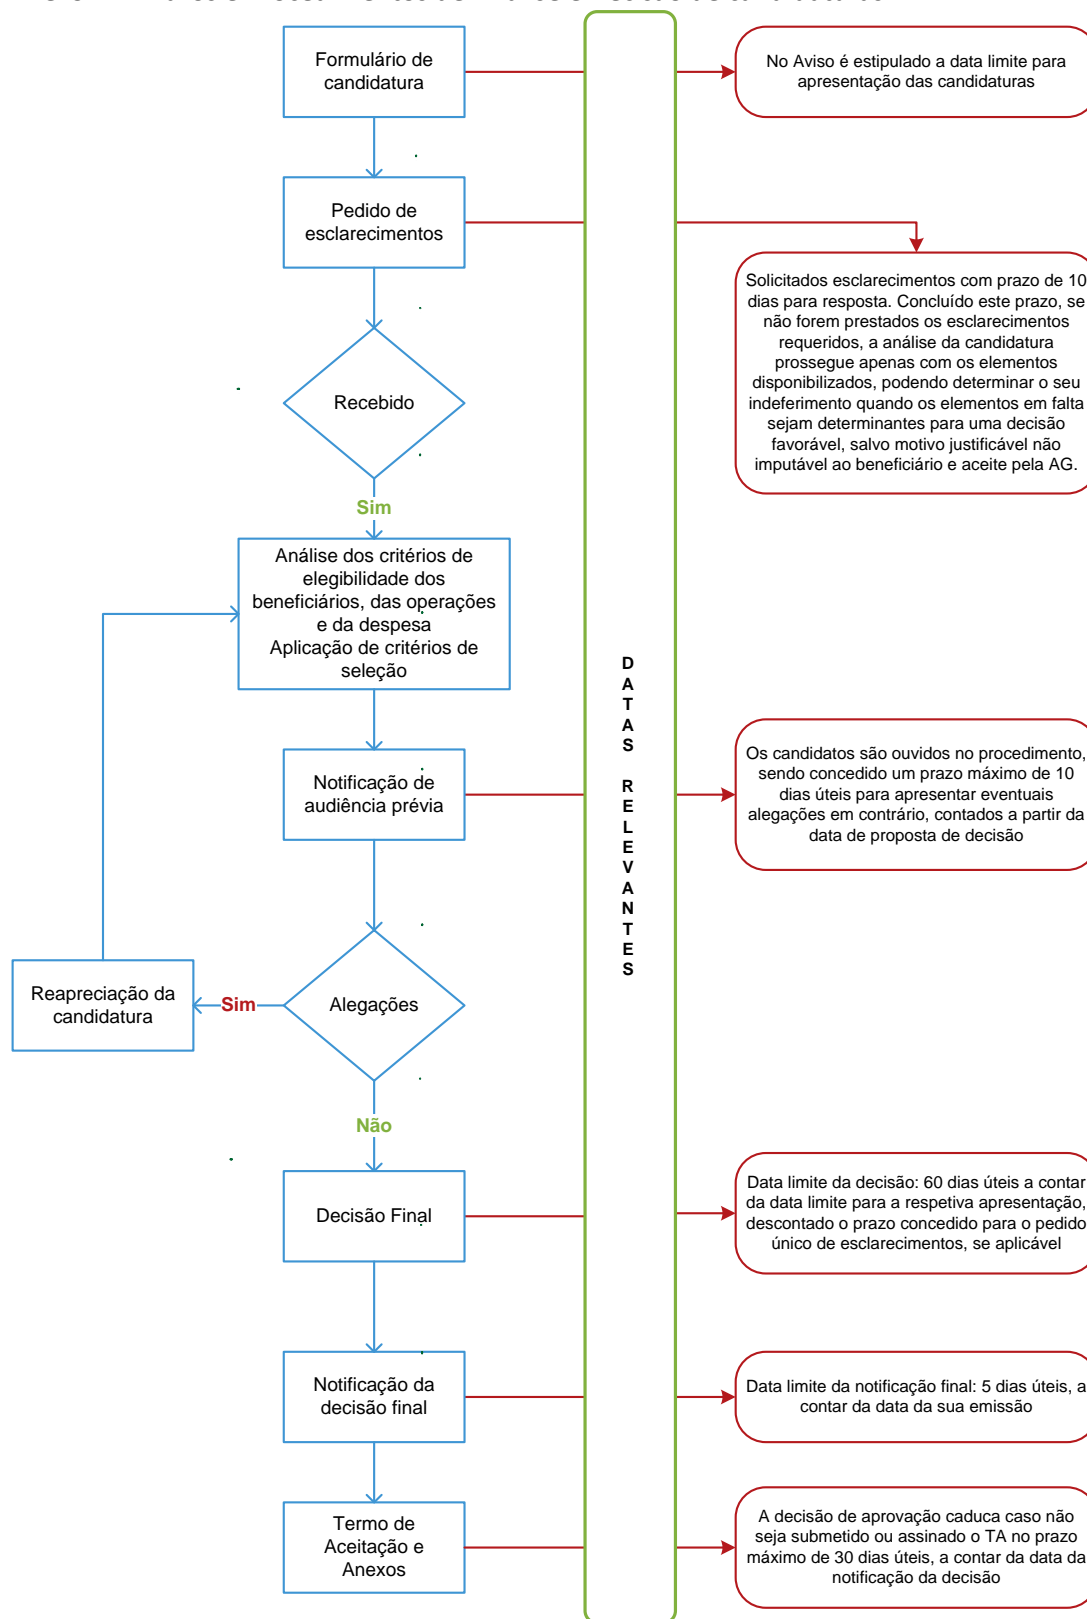 Formulário de
candidatura
No Aviso é estipulado a data limite para
apresentação das candidaturas
Pedido de
esclarecimentos
Solicitados esclarecimentos com prazo de 10
dias para resposta. Concluído este prazo, se
não forem prestados os esclarecimentos
requeridos, a análise da candidatura
prossegue apenas com os elementos
disponibilizados, podendo determinar o seu
indeferimento quando os elementos em falta
sejam determinantes para uma decisão
favorável, salvo motivo justificável não
imputável ao beneficiário e aceite pela AG.
Recebido
Sim
Análise dos critérios de
elegibilidade dos
beneficiários, das operações
e da despesa
Aplicação de critérios de
seleção
DATAS RELEVANTES
Notificação de
audiência prévia
Os candidatos são ouvidos no procedimento,
sendo concedido um prazo máximo de 10
dias úteis para apresentar eventuais
alegações em contrário, contados a partir da
data de proposta de decisão
Reapreciação da
candidatura
Sim
Alegações
Não
Decisão Final
Data limite da decisão: 60 dias úteis a contar
da data limite para a respetiva apresentação,
descontado o prazo concedido para o pedido
único de esclarecimentos, se aplicável
Notificação da
decisão final
Data limite da notificação final: 5 dias úteis, a
contar da data da sua emissão
Termo de
Aceitação e
Anexos
A decisão de aprovação caduca caso não
seja submetido ou assinado o TA no prazo
máximo de 30 dias úteis, a contar da data da
notificação da decisão